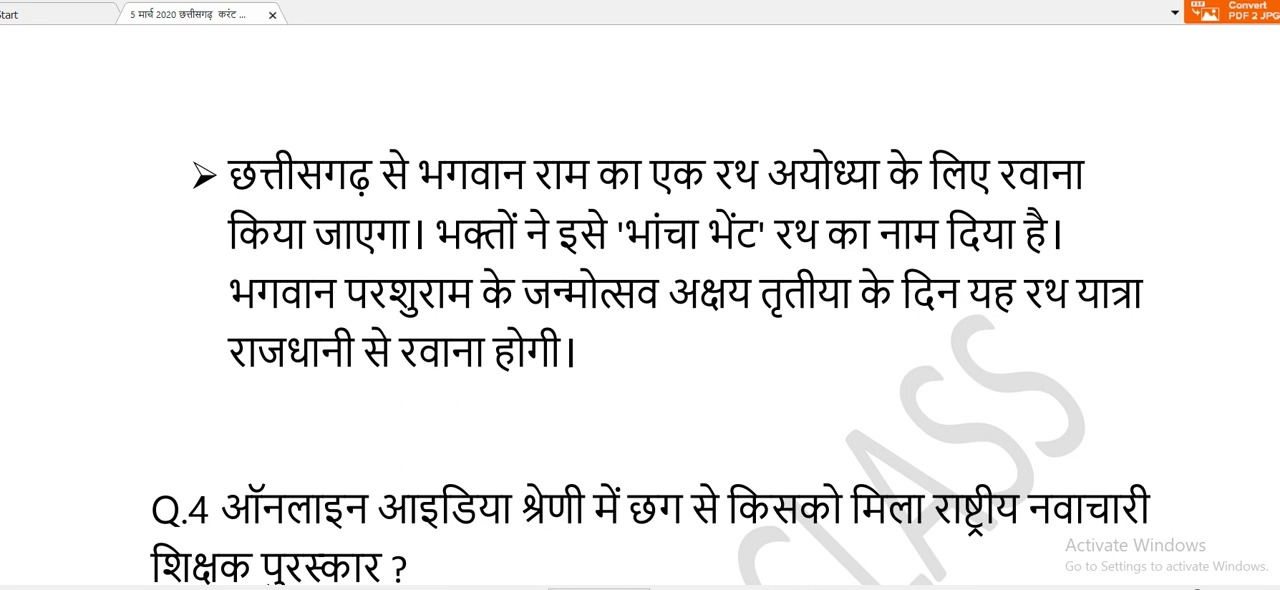 Start
5 मार्च 2020 छत्तीसगढ़ करंट ...
Convert
PDF 2 JPG
➢ छत्तीसगढ़ से भगवान राम का एक रथ अयोध्या के लिए रवाना
किया जाएगा। भक्तों ने इसे 'भांचा भेंट' रथ का नाम दिया है।
भगवान परशुराम के जन्मोत्सव अक्षय तृतीया के दिन यह रथ यात्रा
राजधानी से रवाना होगी।
CLASS
Q.4 ऑनलाइन आइडिया श्रेणी में छग से किसको मिला राष्ट्रीय नवाचारी
शिक्षक पुरस्कार ?
Activate Windows
Go to Settings to activate Windows.